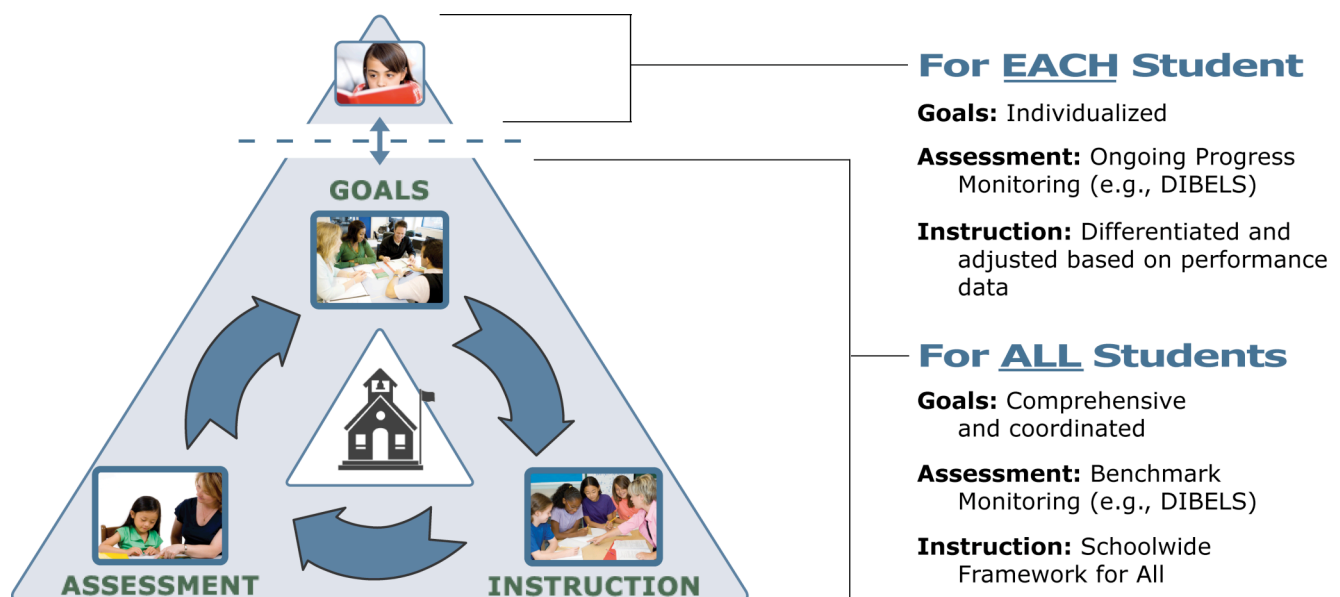 For EACH Student
Goals: Individualized
Assessment: Ongoing Progress
Monitoring (e.g., DIBELS)
Instruction: Differentiated and
adjusted based on performance
data
GOALS
For ALL Students
Goals: Comprehensive
and coordinated
Assessment: Benchmark
Monitoring (e.g., DIBELS)
Instruction: Schoolwide
Framework for All
ASSESSMENT
INSTRUCTION